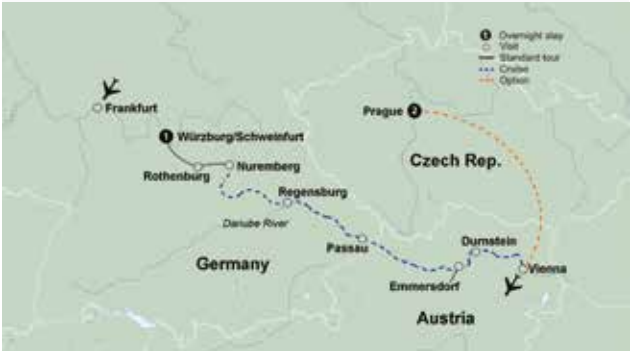 1 Overnight stay
Visit
Standard tour
Cruise
Option
Frankfurt
1 Würzburg/Schweinfurt
Prague 2
Rothenburg
Nuremberg
Czech Rep.
Regensburg
Danube River
Passau
Durnstein
Germany
Emmersdorf
Vienna
Austria